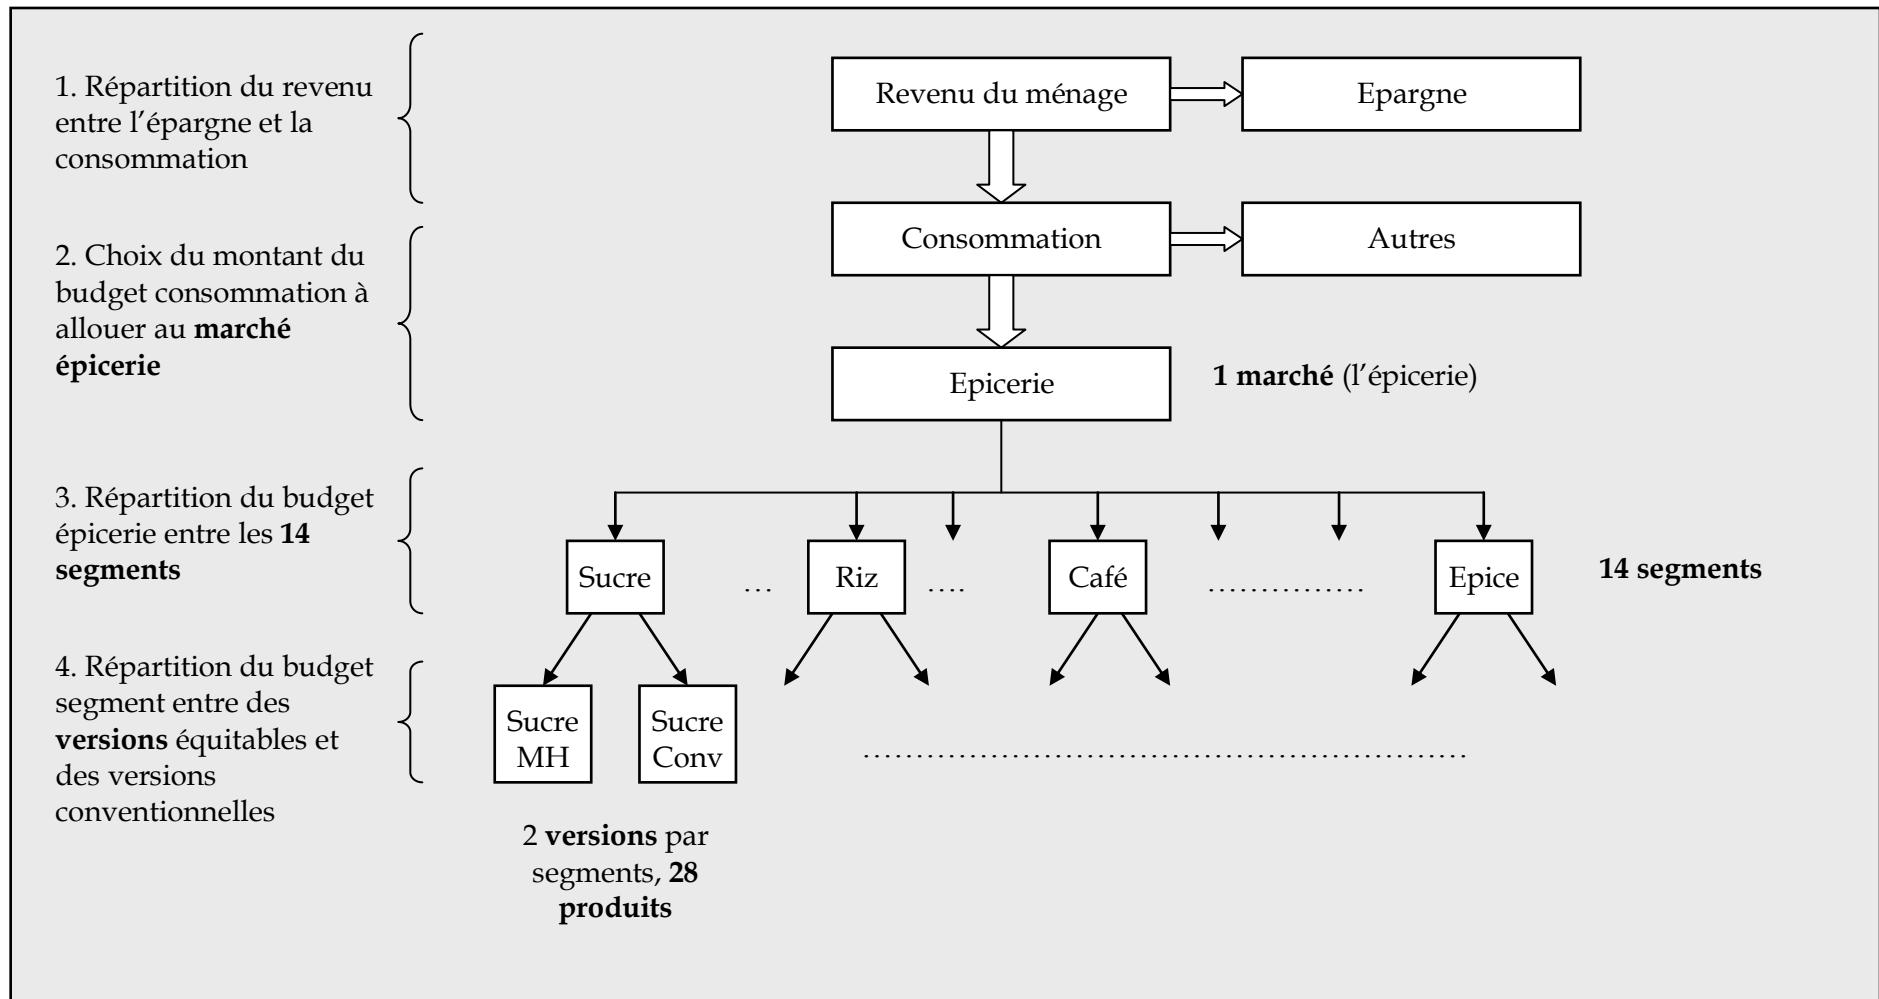 1. Répartition du revenu
entre l'épargne et la
consommation
Revenu du ménage
Epargne
2. Choix du montant du
budget consommation à
allouer au marché
épicerie
Consommation
Autres
Epicerie
1 marché (l'épicerie)
3. Répartition du budget
épicerie entre les 14
segments
Sucre
...
Riz
....
Café
...............
Epice
14 segments
4. Répartition du budget
segment entre des
versions équitables et
des versions
conventionnelles
Sucre
MH
Sucre
Conv
..........................................................
2 versions par
segments, 28
produits